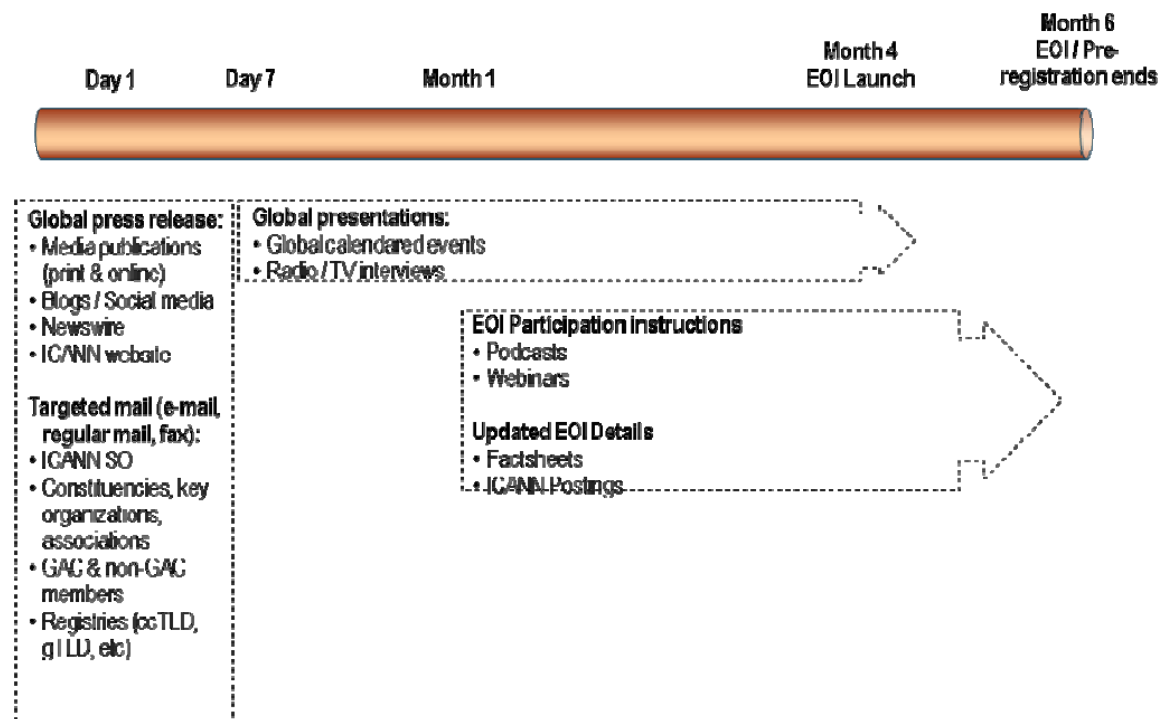 Day 1
Day 7
Month 1
Month 4
EOI Launch
Month 6
EOI / Pre-
registration ends
Global press release:
• Media publications
(print & online)
• Blogs / Social media
• Newswire
• ICANN website
Targeted mail (e-mail,
regular mail, fax):
• ICANN SO
• Constituencies, key
organizations,
associations
• GAC & non-GAC
members
• Registries (ccTLD,
gTLD, etc)
Global presentations:
• Global calendared events
• Radio / TV interviews
EOI Participation instructions
• Podcasts
• Webinars
Updated EOI Details
• Factsheets
• ICANN Postings